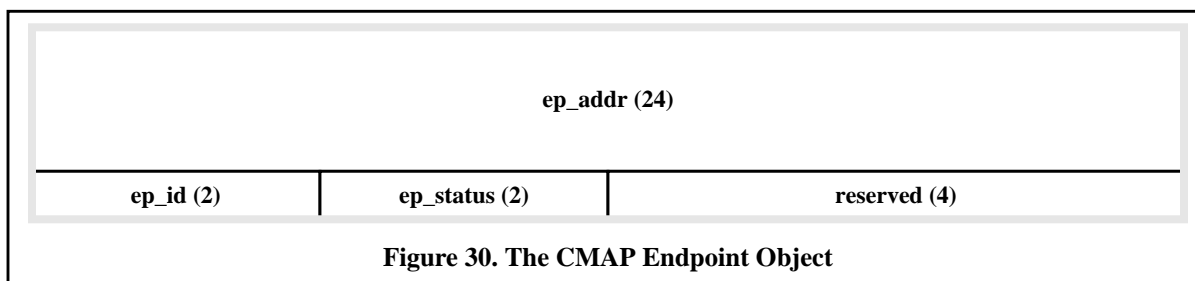 ep_addr (24)
ep_id (2) ep_status (2) reserved (4)
Figure 30. The CMAP Endpoint Object